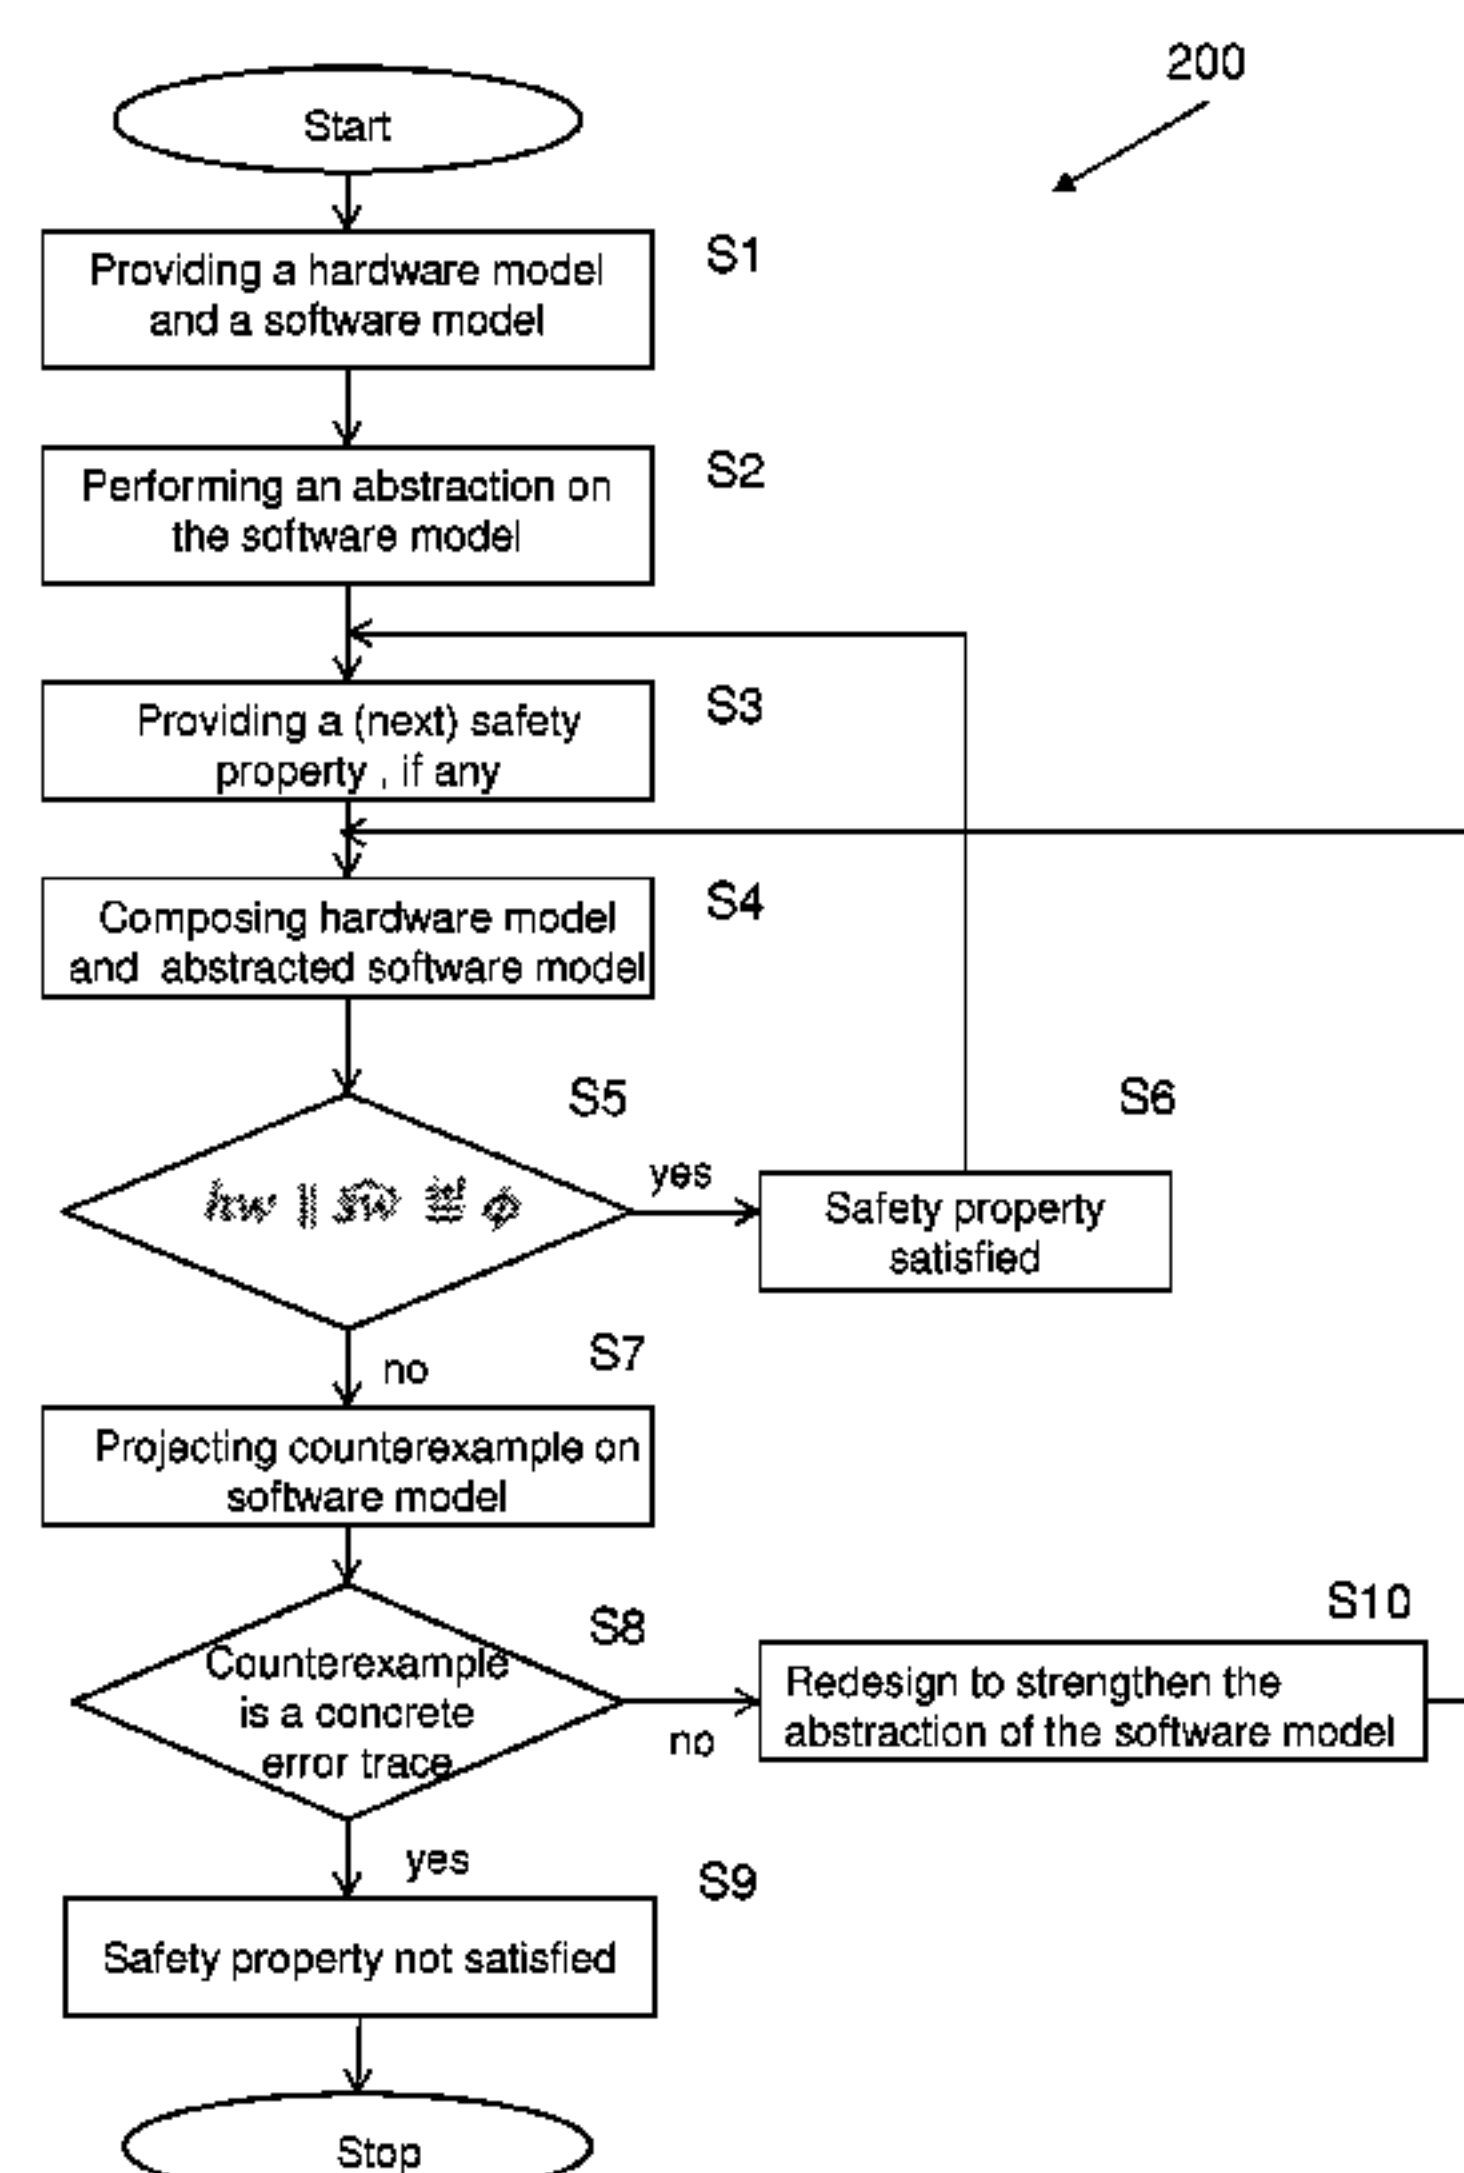 200
Start
S1
Providing a hardware model
and a software model
S2
Performing an abstraction on
the software model
S3
Providing a (next) safety
property , if any
S4
Composing hardware model
and abstracted software model
S5
hw || ŝw ϕ
yes
S6
Safety property
satisfied
no
S7
Projecting counterexample on
software model
S8
Counterexample
is a concrete
error trace
no
S10
Redesign to strengthen the
abstraction of the software model
yes
S9
Safety property not satisfied
Stop